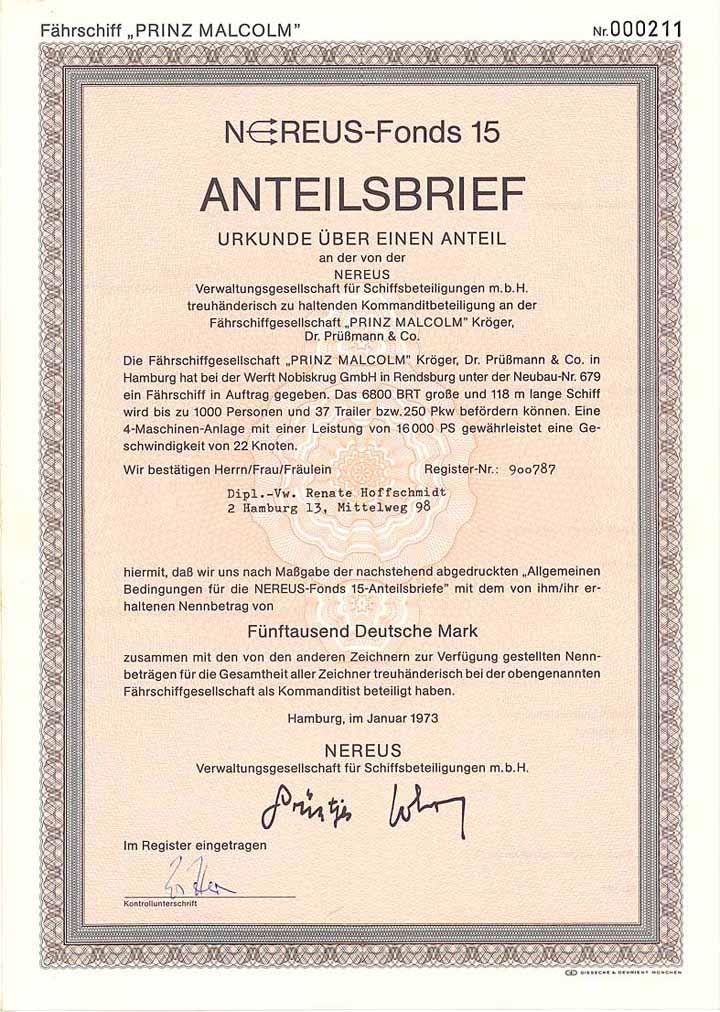 Fährschiff „PRINZ MALCOLM”
Nr. 000211
NEREUS-Fonds 15
ANTEILSBRIEF
URKUNDE ÜBER EINEN ANTEIL
an der von der
NEREUS
Verwaltungsgesellschaft für Schiffsbeteiligungen m.b.H.
treuhänderisch zu haltenden Kommanditbeteiligung an der
Fährschiffgesellschaft „PRINZ MALCOLM” Kröger,
Dr. Prüßmann & Co.
Die Fährschiffgesellschaft „PRINZ MALCOLM” Kröger, Dr. Prüßmann & Co. in
Hamburg hat bei der Werft Nobiskrug GmbH in Rendsburg unter der Neubau-Nr. 679
ein Fährschiff in Auftrag gegeben. Das 6800 BRT große und 118 m lange Schiff
wird bis zu 1000 Personen und 37 Trailer bzw. 250 Pkw befördern können. Eine
4-Maschinen-Anlage mit einer Leistung von 16000 PS gewährleistet eine Ge-
schwindigkeit von 22 Knoten.
Wir bestätigen Herrn/Frau/Fräulein Register-Nr.: 900787
Dipl.-Vw. Renate Hoffschmidt
2 Hamburg 13, Mittelweg 98
hiermit, daß wir uns nach Maßgabe der nachstehend abgedruckten „Allgemeinen
Bedingungen für die NEREUS-Fonds 15-Anteilsbriefe” mit dem von ihm/ihr er-
haltenen Nennbetrag von
Fünftausend Deutsche Mark
zusammen mit den von den anderen Zeichnern zur Verfügung gestellten Nenn-
beträgen für die Gesamtheit aller Zeichner treuhänderisch bei der obengenannten
Fährschiffgesellschaft als Kommanditist beteiligt haben.
Hamburg, im Januar 1973
NEREUS
Verwaltungsgesellschaft für Schiffsbeteiligungen m.b.H.
Im Register eingetragen
Kontrollunterschrift
GIESECKE & DEVRIENT MÜNCHEN